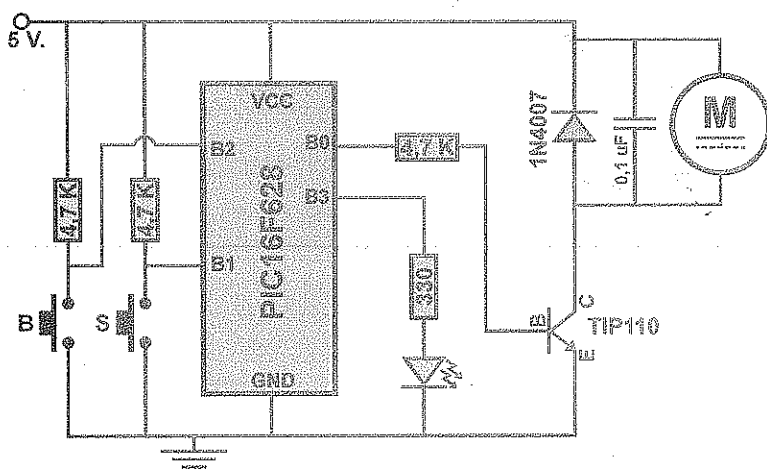 5 V.
VCC
B2
B0
4,7 K
1N4007
0,1 uF
M
B3
4,7 K
4,7 K
PIC16F628
B1
330
B
S
B
C
E
TIP110
GND